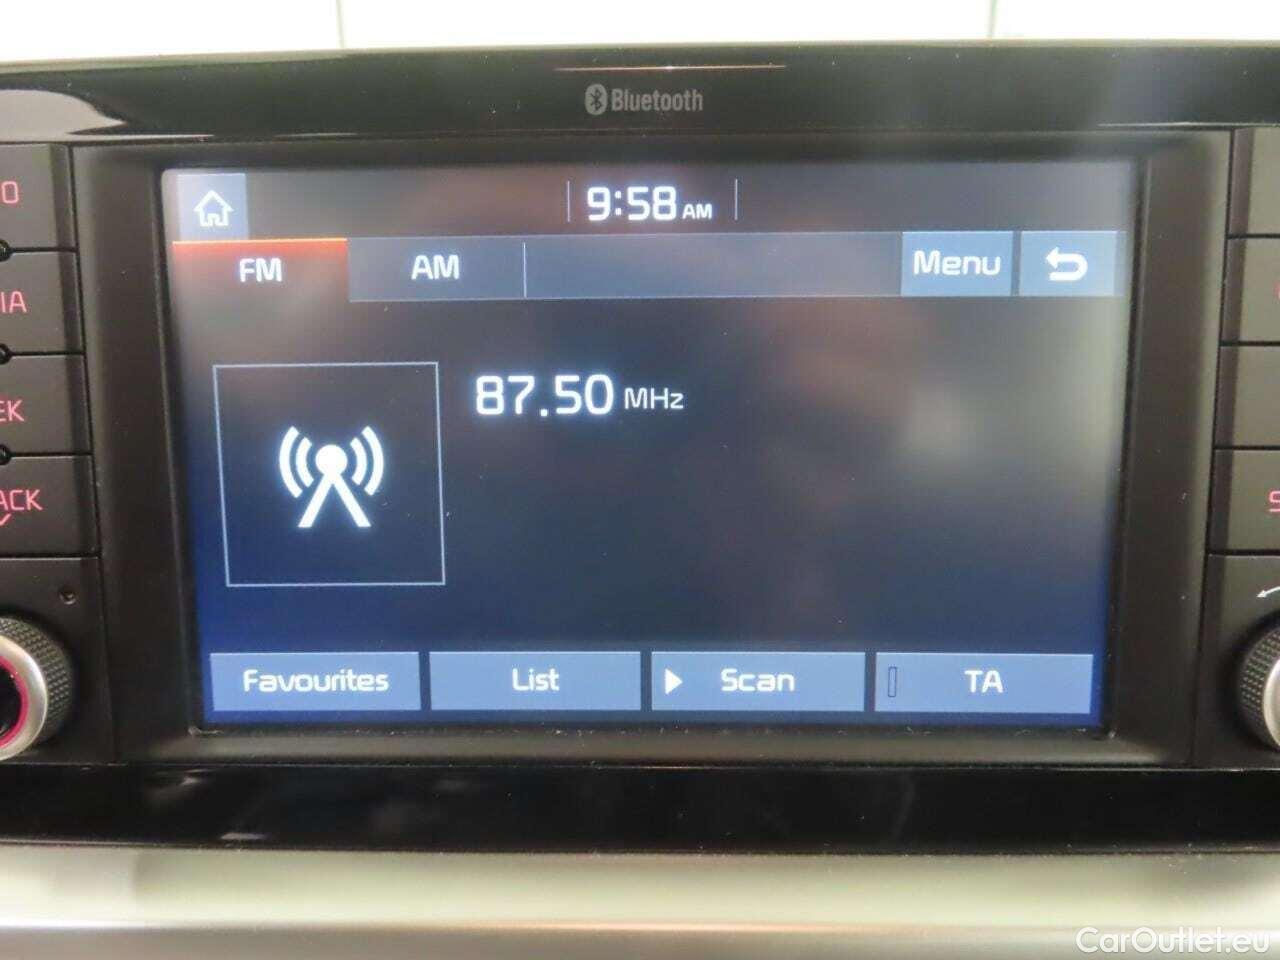 Bluetooth
9:58 AM
FM AM Menu
87.50 MHz
Favourites List Scan TA
CarOutlet.eu